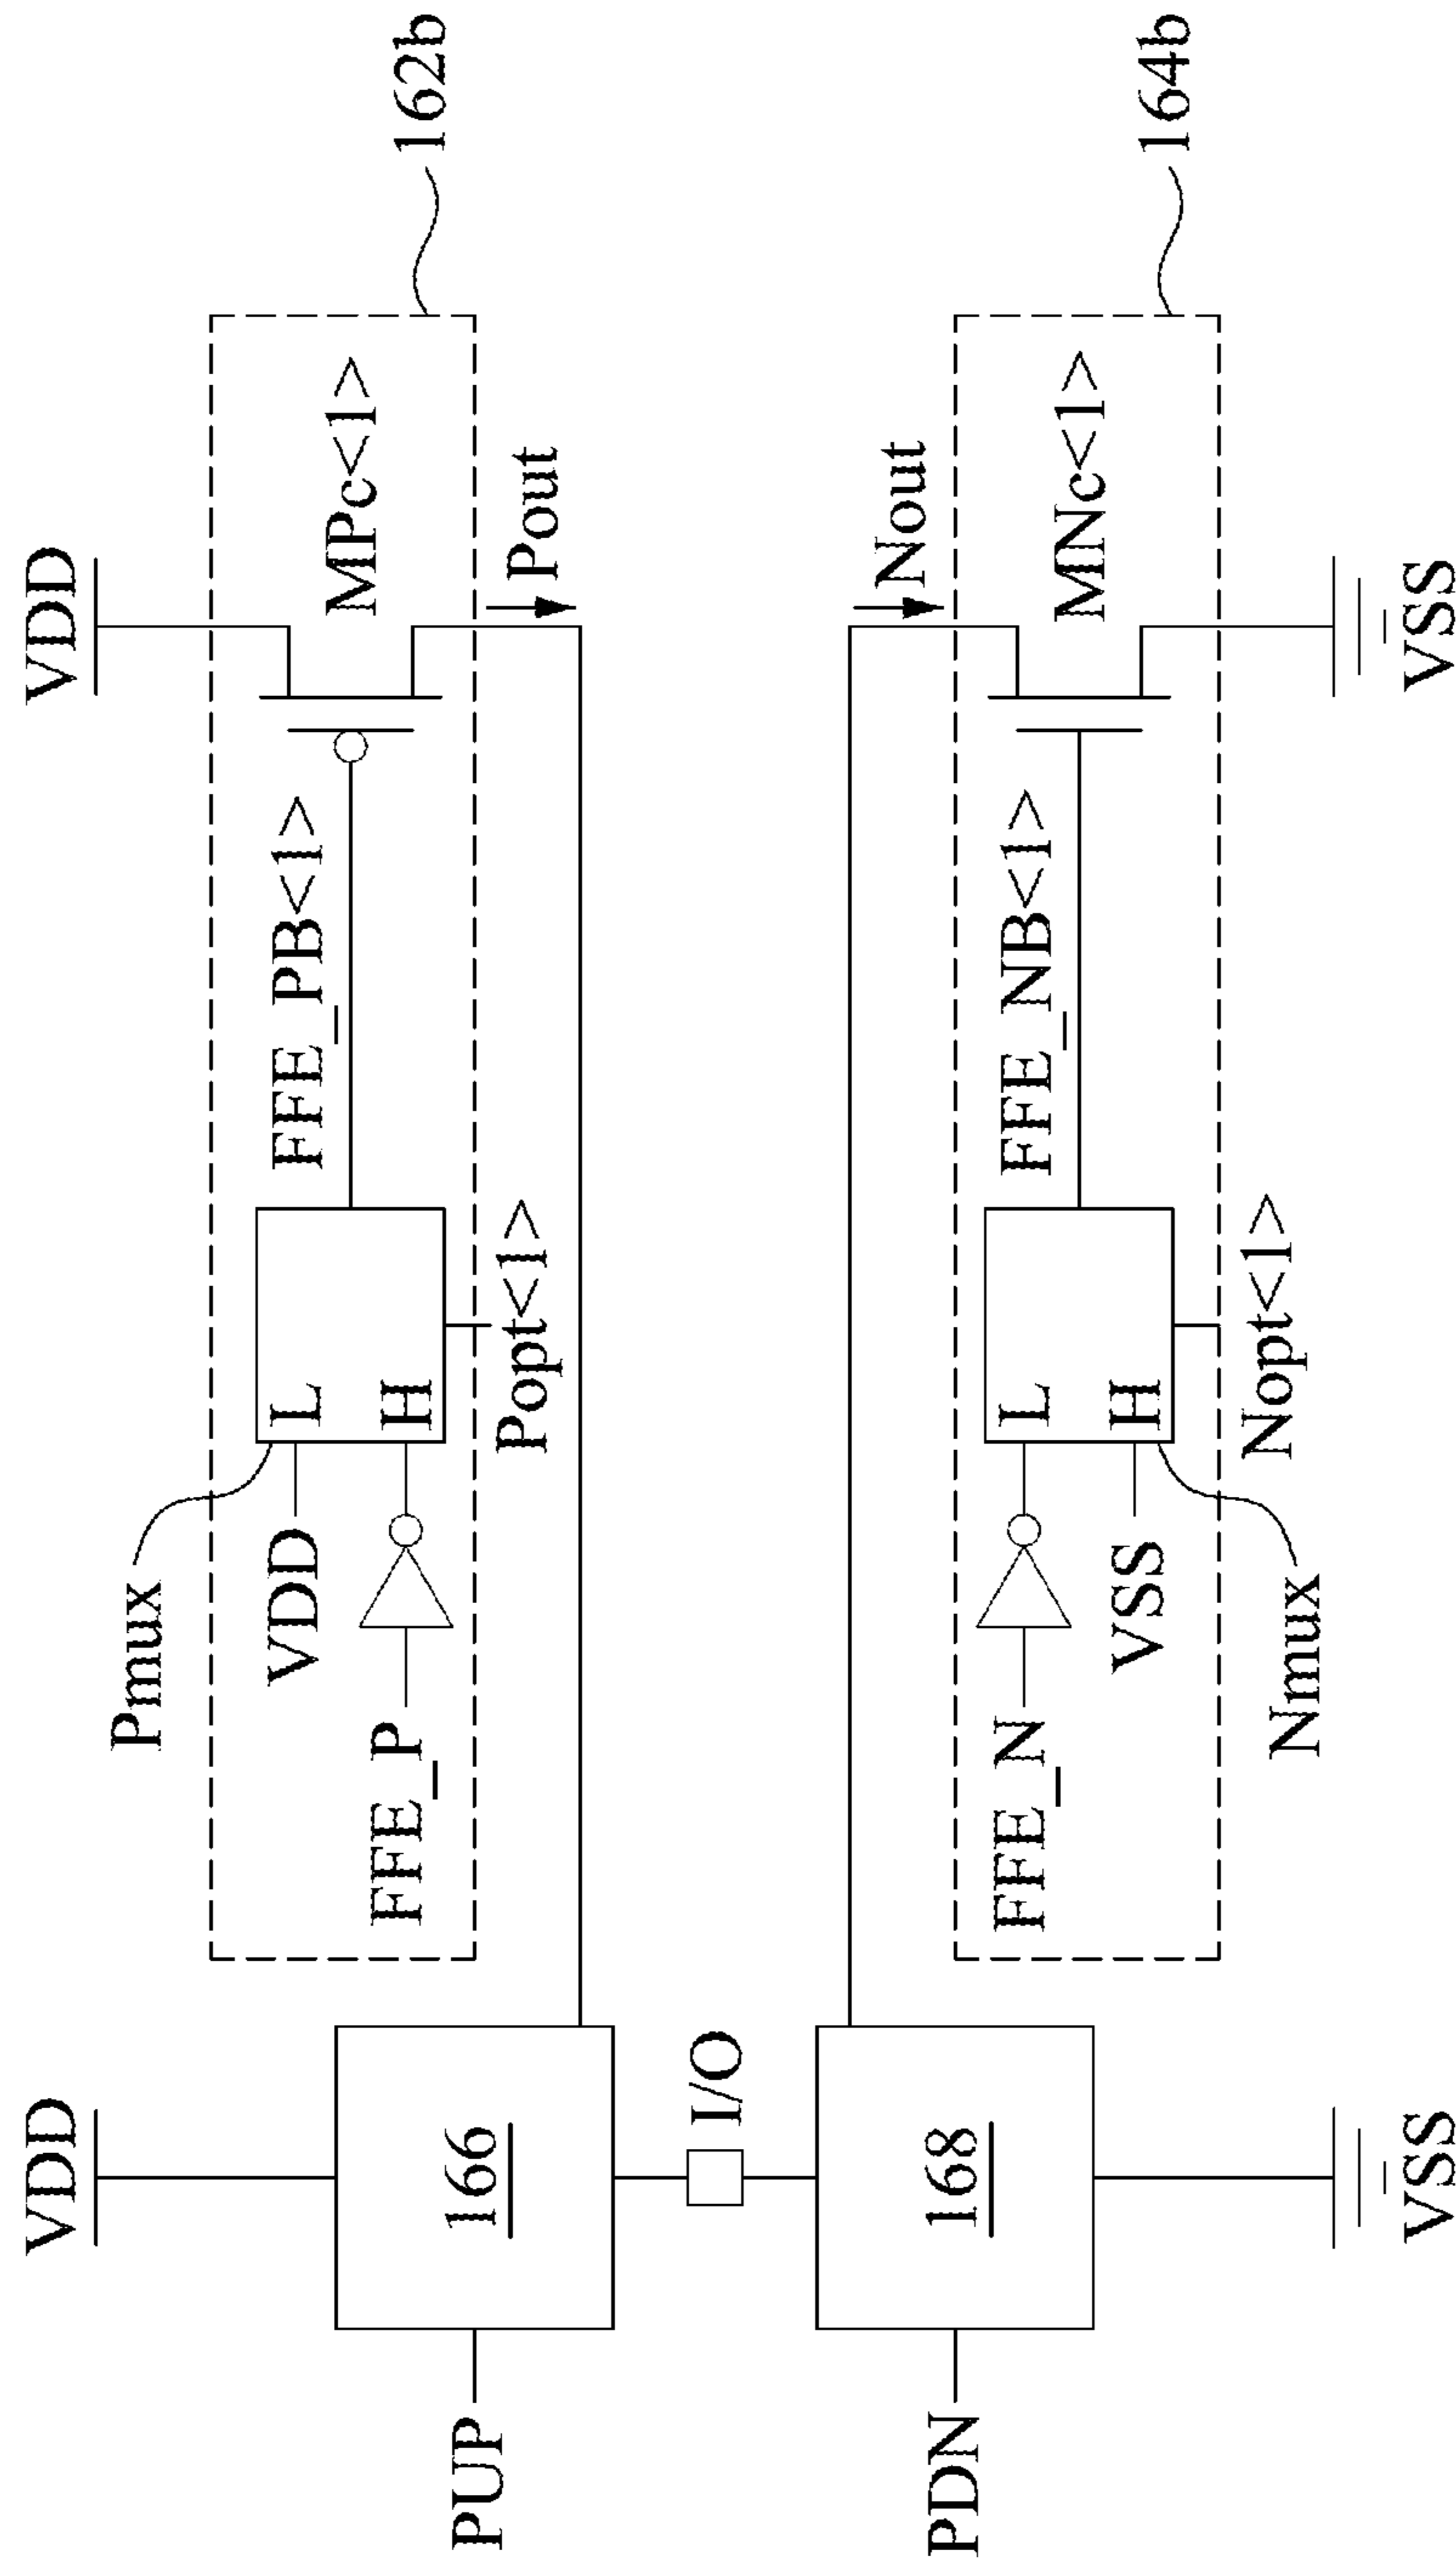 VDD
VDD
Pmux
162b
VDD
L
FFE_PB<1>
MPc<1>
FFE_P
H
PUP
166
Popt<1>
Pout
I/O
Nout
PDN
168
FFE_N
L
FFE_NB<1>
MNc<1>
VSS
H
164b
Nopt<1>
Nmux
VSS
VSS